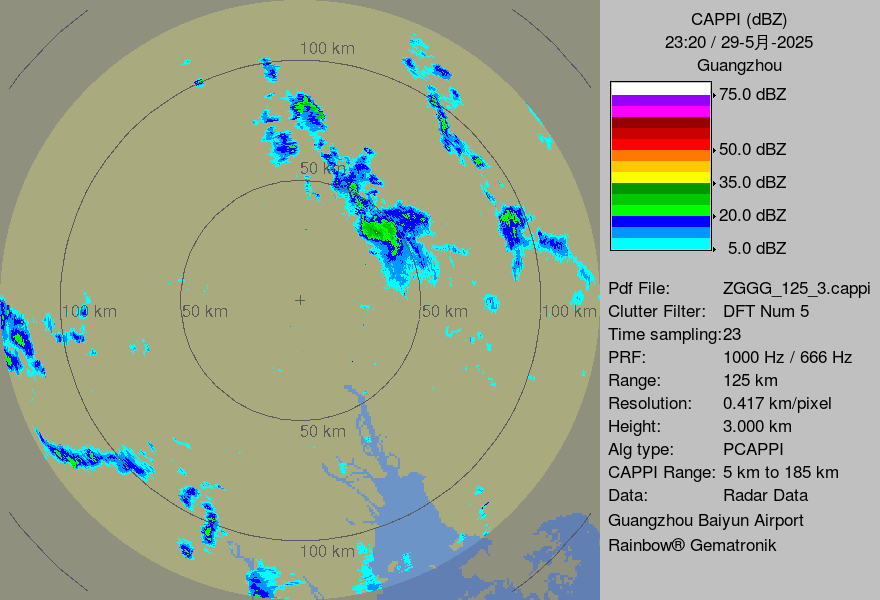 CAPPI (dBZ)
23:20 / 29-5月-2025
Guangzhou
75.0 dBZ
50.0 dBZ
35.0 dBZ
20.0 dBZ
5.0 dBZ
Pdf File: ZGGG_125_3.cappi
Clutter Filter: DFT Num 5
Time sampling:23
PRF: 1000 Hz / 666 Hz
Range: 125 km
Resolution: 0.417 km/pixel
Height: 3.000 km
Alg type: PCAPPI
CAPPI Range: 5 km to 185 km
Data: Radar Data
Guangzhou Baiyun Airport
Rainbow® Gematronik
100 km
50 km
100 km
50 km
50 km
100 km
50 km
100 km